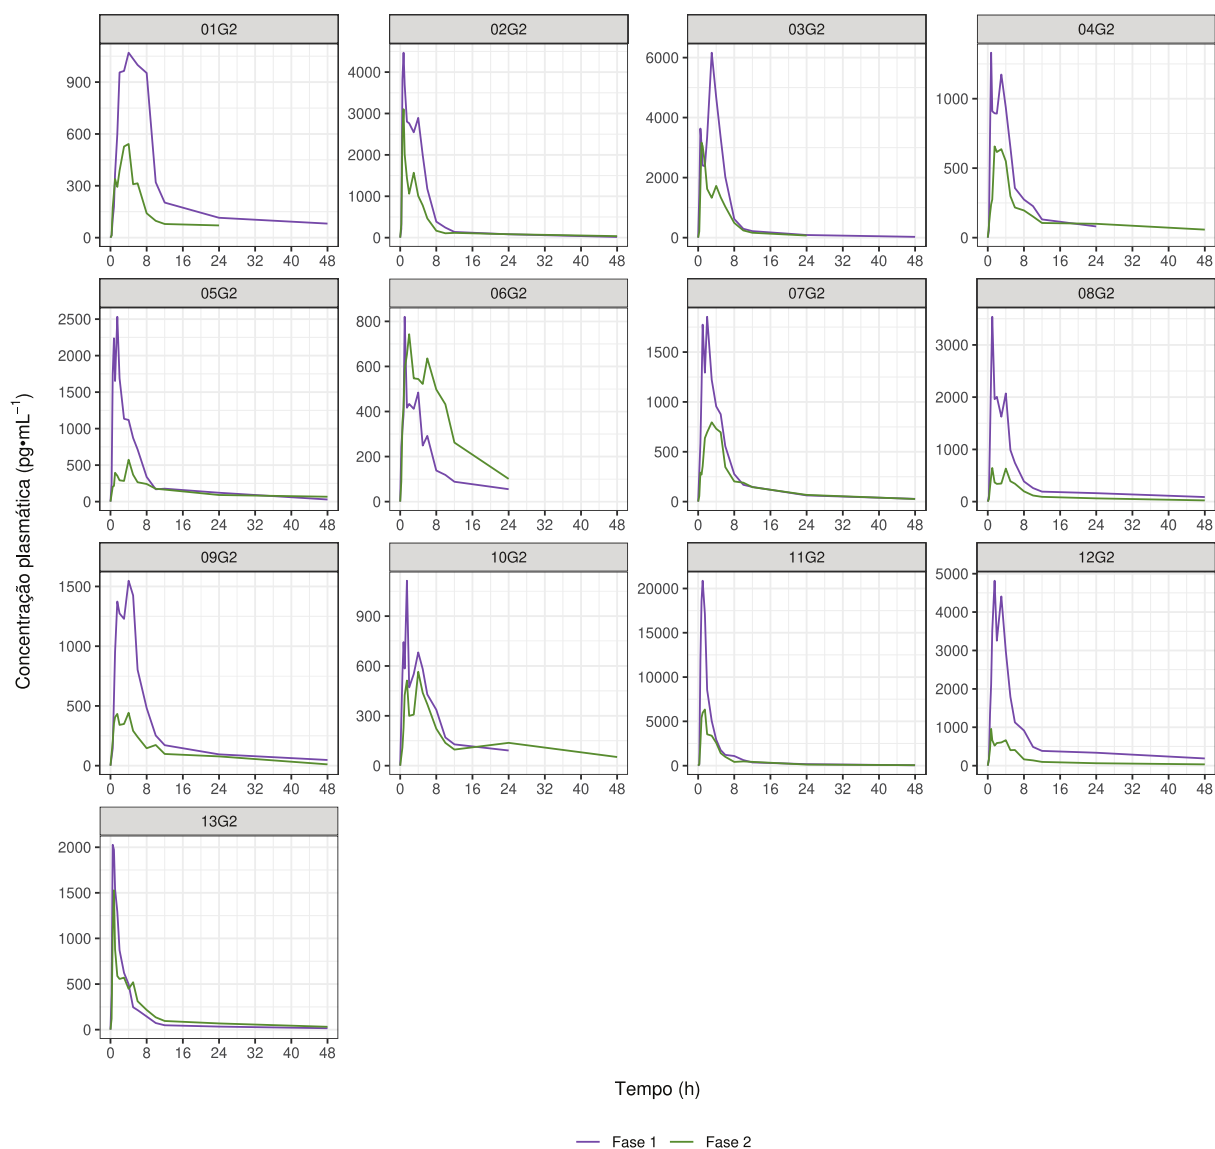 01G2 02G2 03G2 04G2
900 4000 6000 1000
600 3000 4000 500
300 2000 2000 0
0 1000 0
0
0 8 16 24 32 40 48 0 8 16 24 32 40 48 0 8 16 24 32 40 48 0 8 16 24 32 40 48
05G2 06G2 07G2 08G2
2500 800 1500 3000
2000 600 1000 2000
1500 400 500 1000
1000 200 0 0
500 0
0
0 8 16 24 32 40 48 0 8 16 24 32 40 48 0 8 16 24 32 40 48 0 8 16 24 32 40 48
Concentração plasmática (pg•mL⁻¹)
09G2 10G2 11G2 12G2
1500 900 20000 5000
1000 600 15000 4000
500 300 10000 3000
0 0 5000 2000
0 1000
0
0 8 16 24 32 40 48 0 8 16 24 32 40 48 0 8 16 24 32 40 48 0 8 16 24 32 40 48
13G2
2000
1500
1000
500
0
0 8 16 24 32 40 48
Tempo (h)
Fase 1 Fase 2